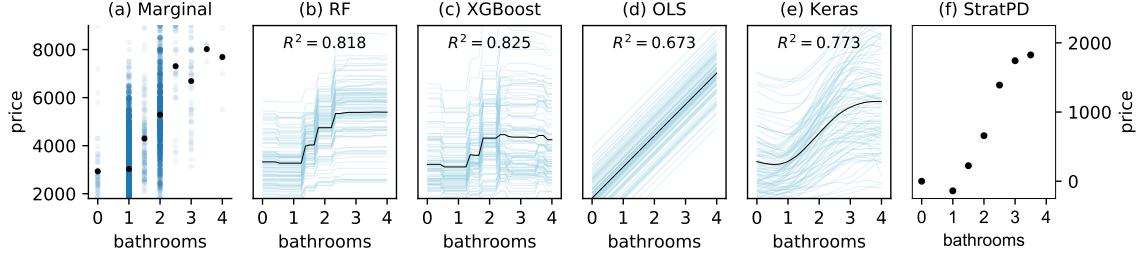 (a) Marginal
(b) RF
(c) XGBoost
(d) OLS
(e) Keras
(f) StratPD
R² = 0.818
R² = 0.825
R² = 0.673
R² = 0.773
price
8000
6000
4000
2000
2000
1000
0
price
0 1 2 3 4
0 1 2 3 4
0 1 2 3 4
0 1 2 3 4
0 1 2 3 4
0 1 2 3 4
bathrooms
bathrooms
bathrooms
bathrooms
bathrooms
bathrooms